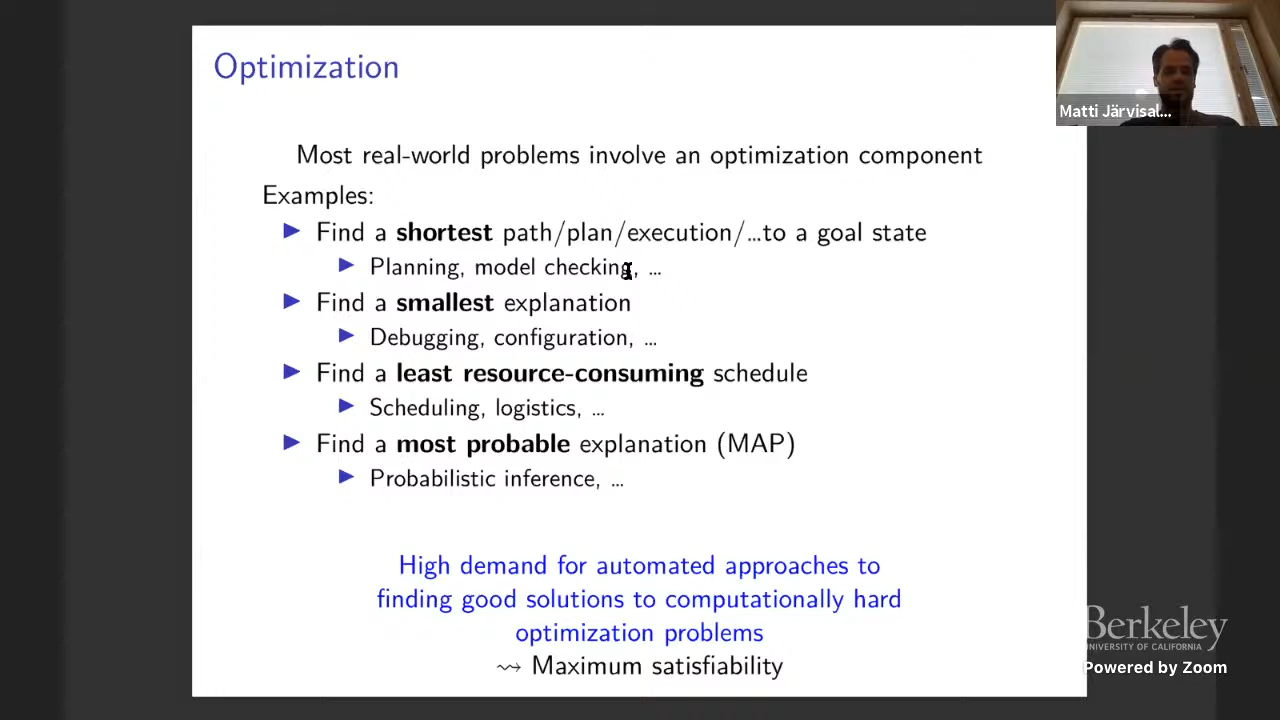 Optimization
Matti Järvisal...
Most real-world problems involve an optimization component
Examples:
▶ Find a shortest path/plan/execution/...to a goal state
▶ Planning, model checking, ...
▶ Find a smallest explanation
▶ Debugging, configuration, ...
▶ Find a least resource-consuming schedule
▶ Scheduling, logistics, ...
▶ Find a most probable explanation (MAP)
▶ Probabilistic inference, ...
High demand for automated approaches to
finding good solutions to computationally hard
optimization problems
⇝ Maximum satisfiability
Berkeley
UNIVERSITY OF CALIFORNIA
Powered by Zoom